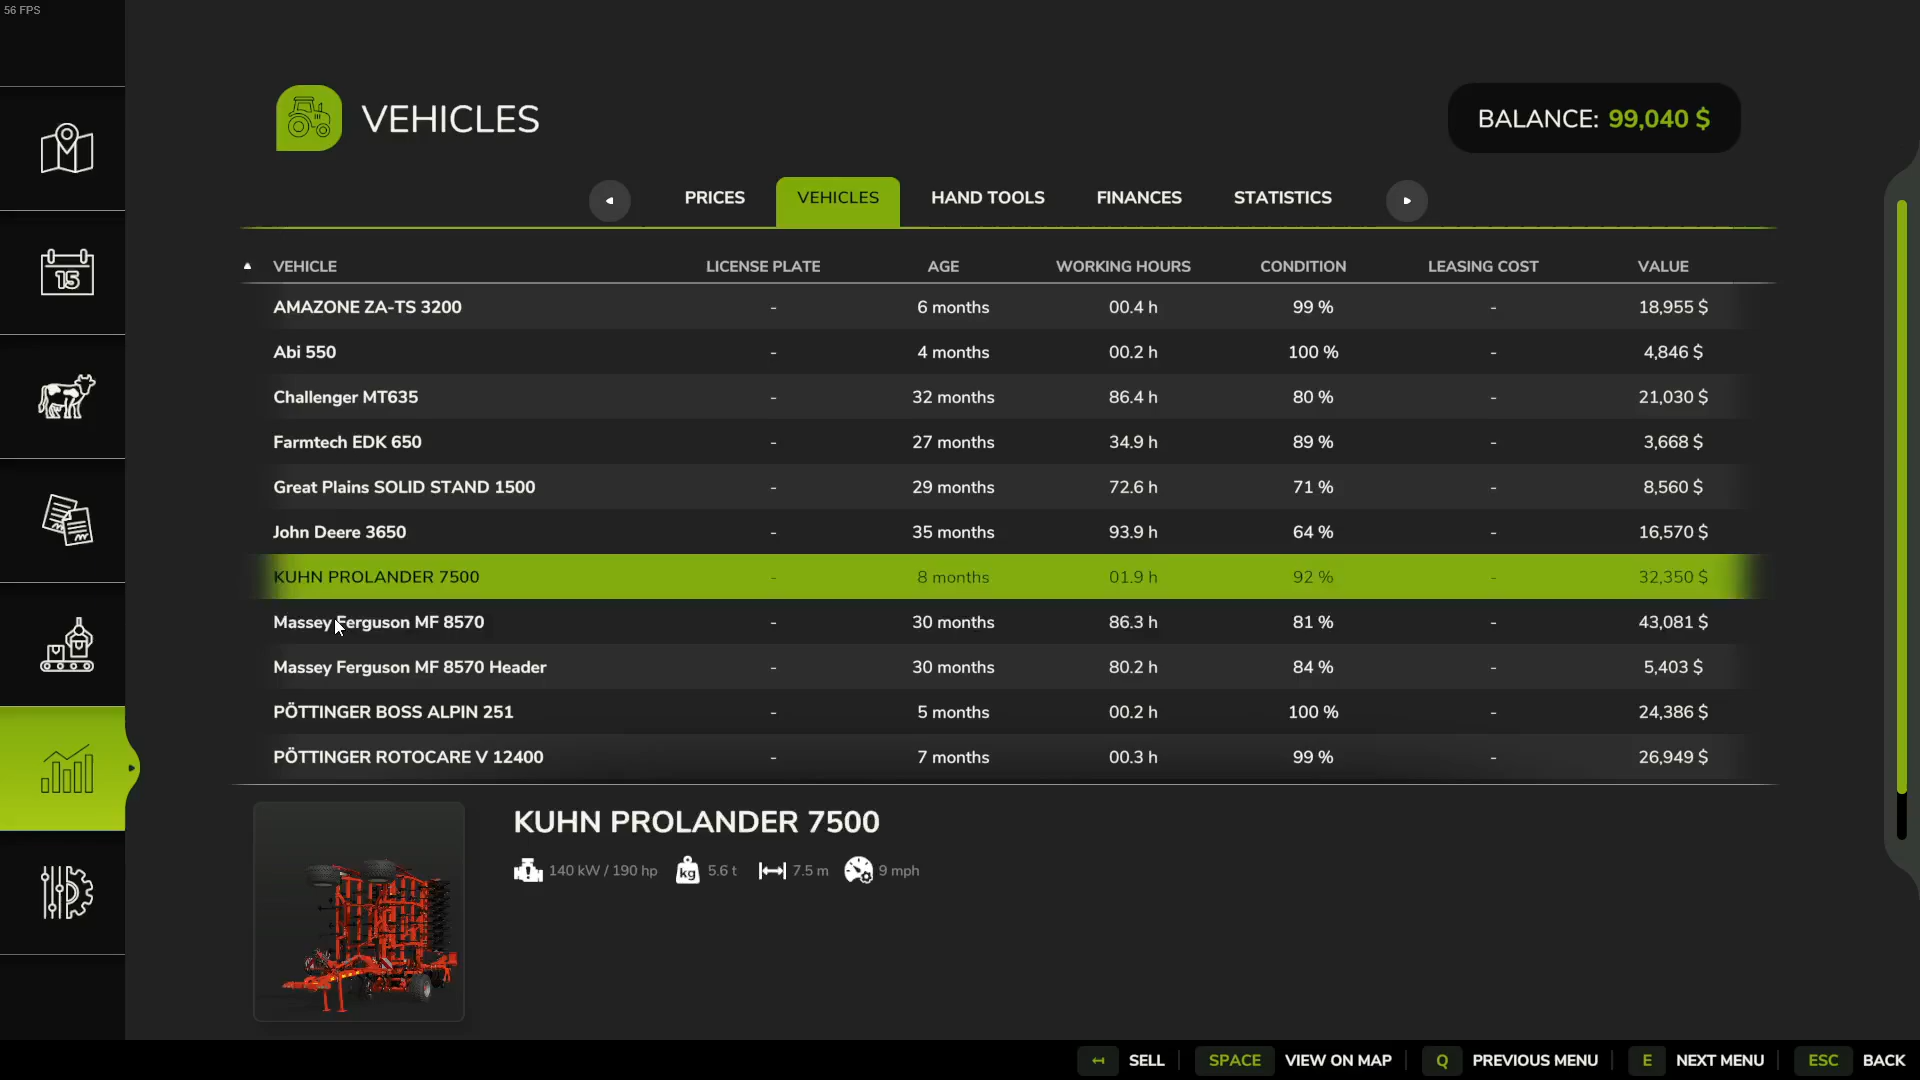 56 FPS
VEHICLES
BALANCE: 99,040 $
PRICES VEHICLES HAND TOOLS FINANCES STATISTICS
VEHICLE LICENSE PLATE AGE WORKING HOURS CONDITION LEASING COST VALUE
AMAZONE ZA-TS 3200 - 6 months 00.4 h 99 % - 18,955 $
Abi 550 - 4 months 00.2 h 100 % - 4,846 $
Challenger MT635 - 32 months 86.4 h 80 % - 21,030 $
Farmtech EDK 650 - 27 months 34.9 h 89 % - 3,668 $
Great Plains SOLID STAND 1500 - 29 months 72.6 h 71 % - 8,560 $
John Deere 3650 - 35 months 93.9 h 64 % - 16,570 $
KUHN PROLANDER 7500 - 8 months 01.9 h 92 % - 32,350 $
Massey Ferguson MF 8570 - 30 months 86.3 h 81 % - 43,081 $
Massey Ferguson MF 8570 Header - 30 months 80.2 h 84 % - 5,403 $
PÖTTINGER BOSS ALPIN 251 - 5 months 00.2 h 100 % - 24,386 $
PÖTTINGER ROTOCARE V 12400 - 7 months 00.3 h 99 % - 26,949 $
15
KUHN PROLANDER 7500
140 kW / 190 hp kg 5.6 t 7.5 m 9 mph
SELL SPACE VIEW ON MAP Q PREVIOUS MENU E NEXT MENU ESC BACK